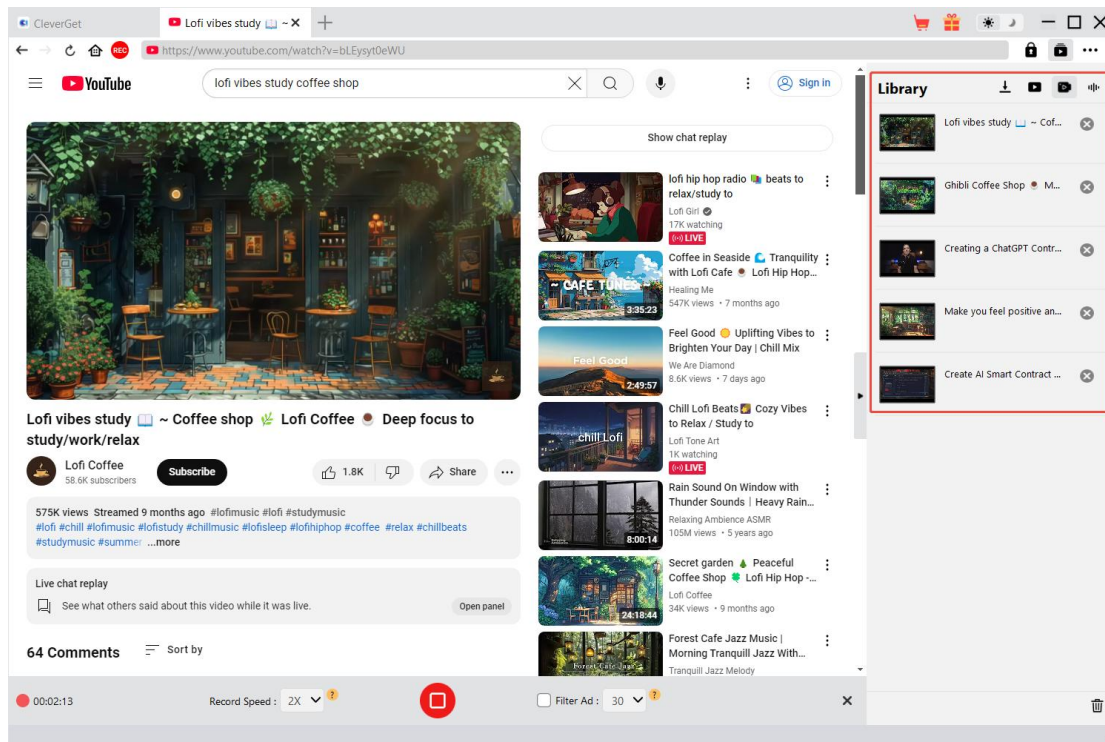 CleverGet
Lofi vibes study 📖 ~
REC
https://www.youtube.com/watch?v=bLEysyt0eWU
YouTube
lofi vibes study coffee shop
Sign in
Show chat replay
lofi hip hop radio 📚 beats to
relax/study to
Lofi Girl
17K watching
LIVE
CAFE TUNES
3:35:23
Coffee in Seaside 🌊 Tranquility
with Lofi Cafe ☕ Lofi Hip Hop...
Healing Me
547K views • 7 months ago
Feel Good
2:49:57
Feel Good 🌞 Uplifting Vibes to
Brighten Your Day | Chill Mix
We Are Diamond
8.6K views • 7 days ago
chill Lofi
Chill Lofi Beats Cozy Vibes
to Relax / Study to
Lofi Tone Art
1K watching
LIVE
8:00:14
Rain Sound On Window with
Thunder Sounds | Heavy Rain...
Relaxing Ambience ASMR
105M views • 5 years ago
24:18:44
Secret garden 🌲 Peaceful
Coffee Shop 🍀 Lofi Hip Hop -...
Lofi Coffee
34K views • 9 months ago
Forest Cafe Jazz
Forest Cafe Jazz Music |
Morning Tranquill Jazz With...
Tranquill Jazz Melody
Lofi vibes study 📖 ~ Coffee shop 🌿 Lofi Coffee ☕ Deep focus to
study/work/relax
Lofi Coffee
58.6K subscribers
Subscribe
1.8K
Share
575K views Streamed 9 months ago #lofimusic #lofi #studymusic
#lofi #chill #lofimusic #lofistudy #chillmusic #lofisleep #lofihiphop #coffee #relax #chillbeats
#studymusic #summer ...more
Live chat replay
See what others said about this video while it was live.
Open panel
64 Comments
Sort by
Library
Lofi vibes study 📖 ~ Cof...
Ghibli Coffee Shop ☕ M...
Creating a ChatGPT Contr...
Make you feel positive an...
Create AI Smart Contract ...
00:02:13
Record Speed : 2X ?
Filter Ad : 30 ?